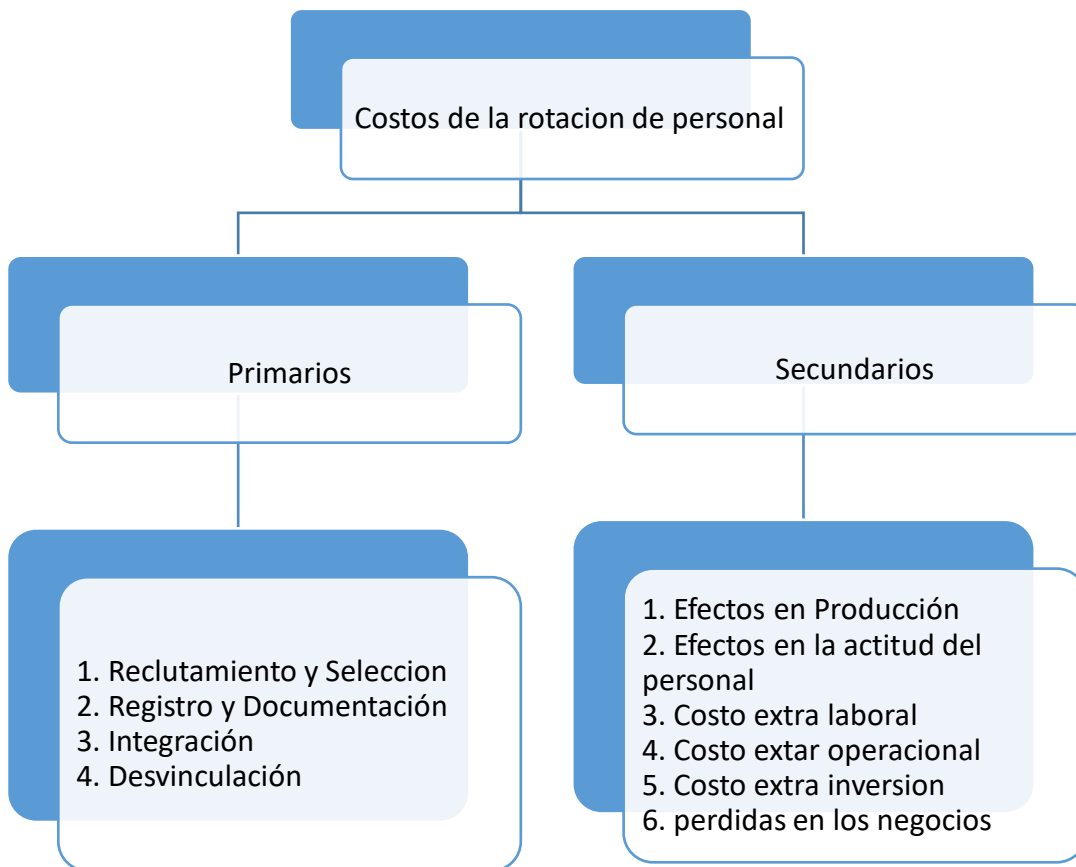 Costos de la rotacion de personal
Primarios
Secundarios
1. Reclutamiento y Seleccion
2. Registro y Documentación
3. Integración
4. Desvinculación
1. Efectos en Producción
2. Efectos en la actitud del
personal
3. Costo extra laboral
4. Costo extar operacional
5. Costo extra inversion
6. perdidas en los negocios